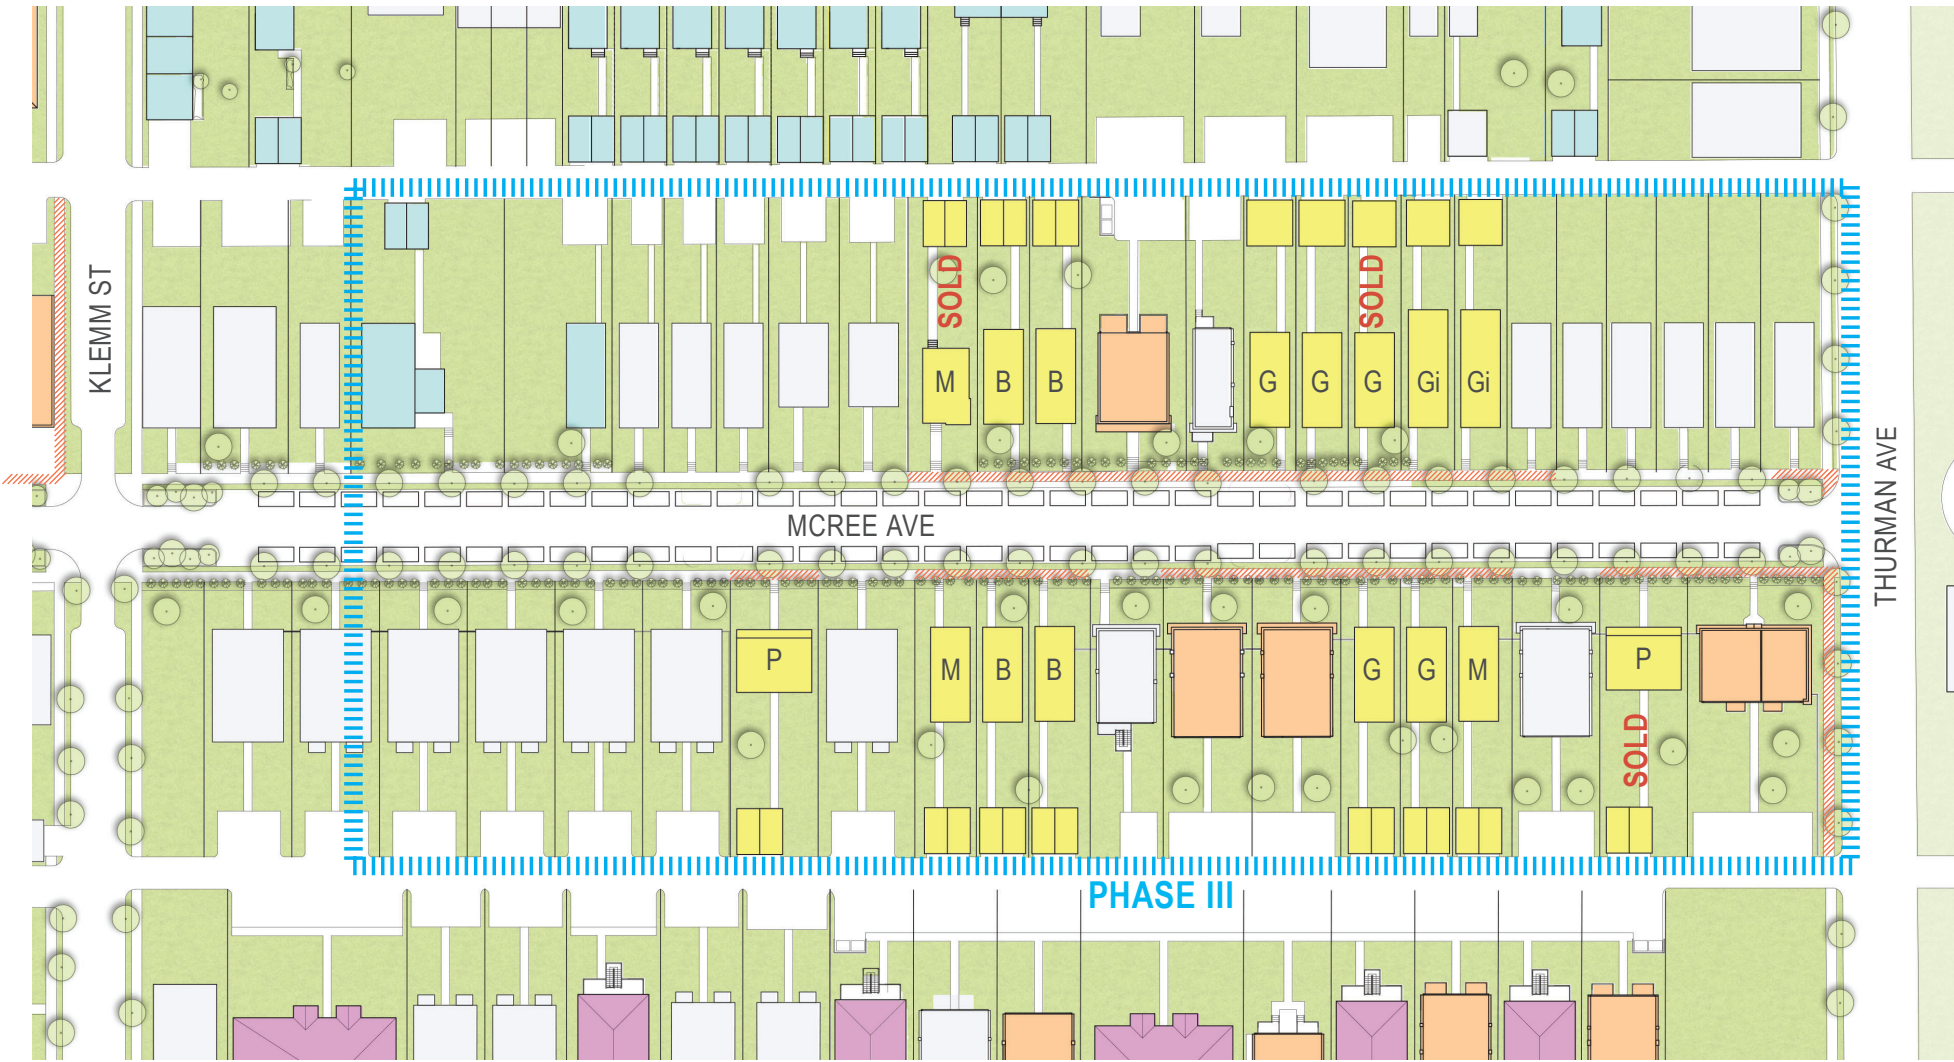 KLEMM ST
SOLD
SOLD
M
B
B
G
G
G
Gi
Gi
MCREE AVE
THURMAN AVE
P
M
B
B
G
G
M
P
SOLD
PHASE III